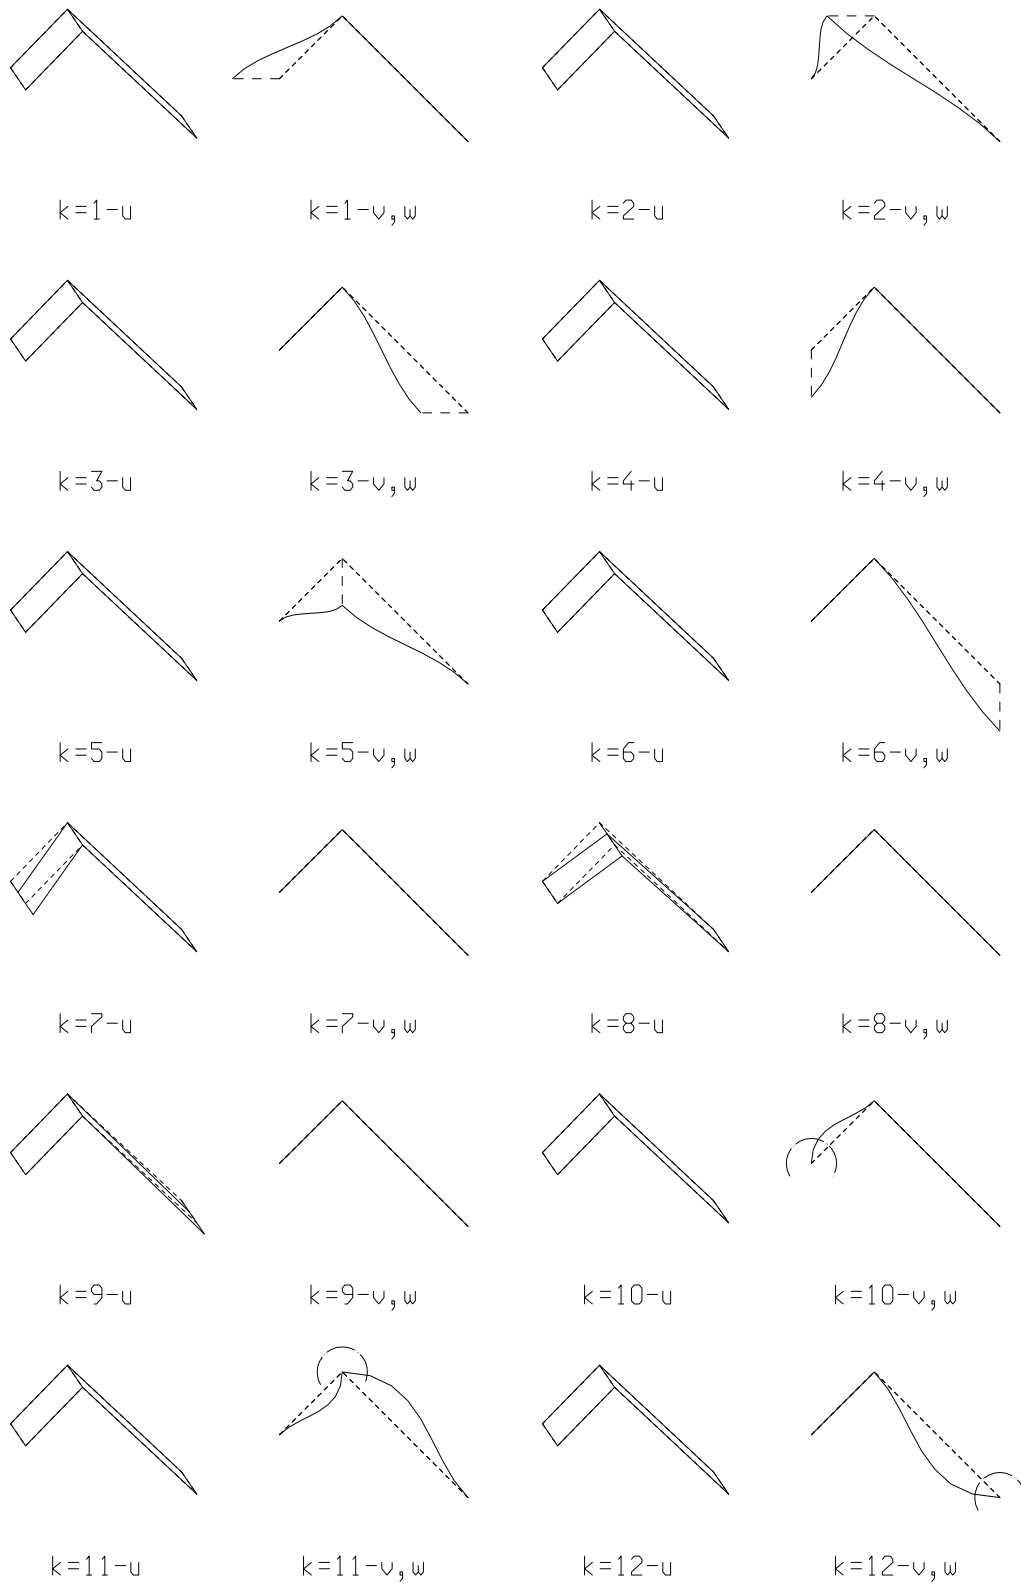 k=1-u k=1-v,w k=2-u k=2-v,w
k=3-u k=3-v,w k=4-u k=4-v,w
k=5-u k=5-v,w k=6-u k=6-v,w
k=7-u k=7-v,w k=8-u k=8-v,w
k=9-u k=9-v,w k=10-u k=10-v,w
k=11-u k=11-v,w k=12-u k=12-v,w